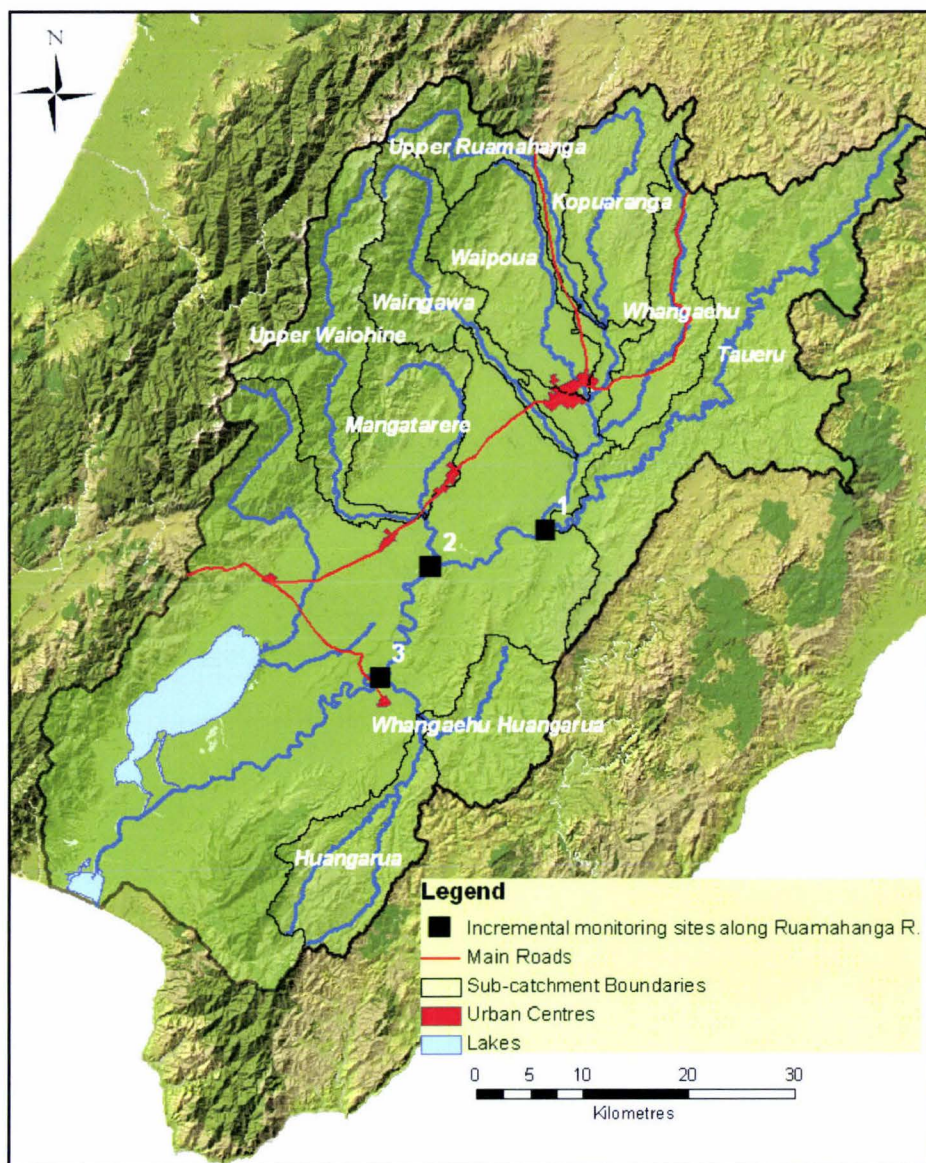 N
Upper Ruamahanga
Kopuaranga
Waipoua
Waingawa
Whangaehu
Upper Waiohine
Taueru
Mangatarere
1
2
3
Whangaehu Huangarua
Huangarua
Legend
Incremental monitoring sites along Ruamahanga R.
Main Roads
Sub-catchment Boundaries
Urban Centres
Lakes
0 5 10 20 30
Kilometres